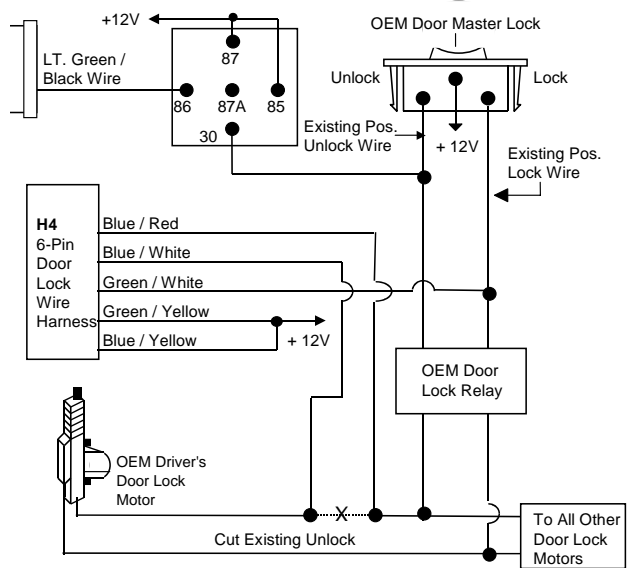 OEM Door Master Lock
+12V
87
LT. Green /
Black Wire
86
87A
85
30
Unlock
Lock
+ 12V
Existing Pos.
Unlock Wire
Existing Pos.
Lock Wire
H4
6-Pin
Door
Lock
Wire
Harness
Blue / Red
Blue / White
Green / White
Green / Yellow
Blue / Yellow
+ 12V
OEM Door
Lock Relay
OEM Driver's
Door Lock
Motor
X
Cut Existing Unlock
To All Other
Door Lock
Motors